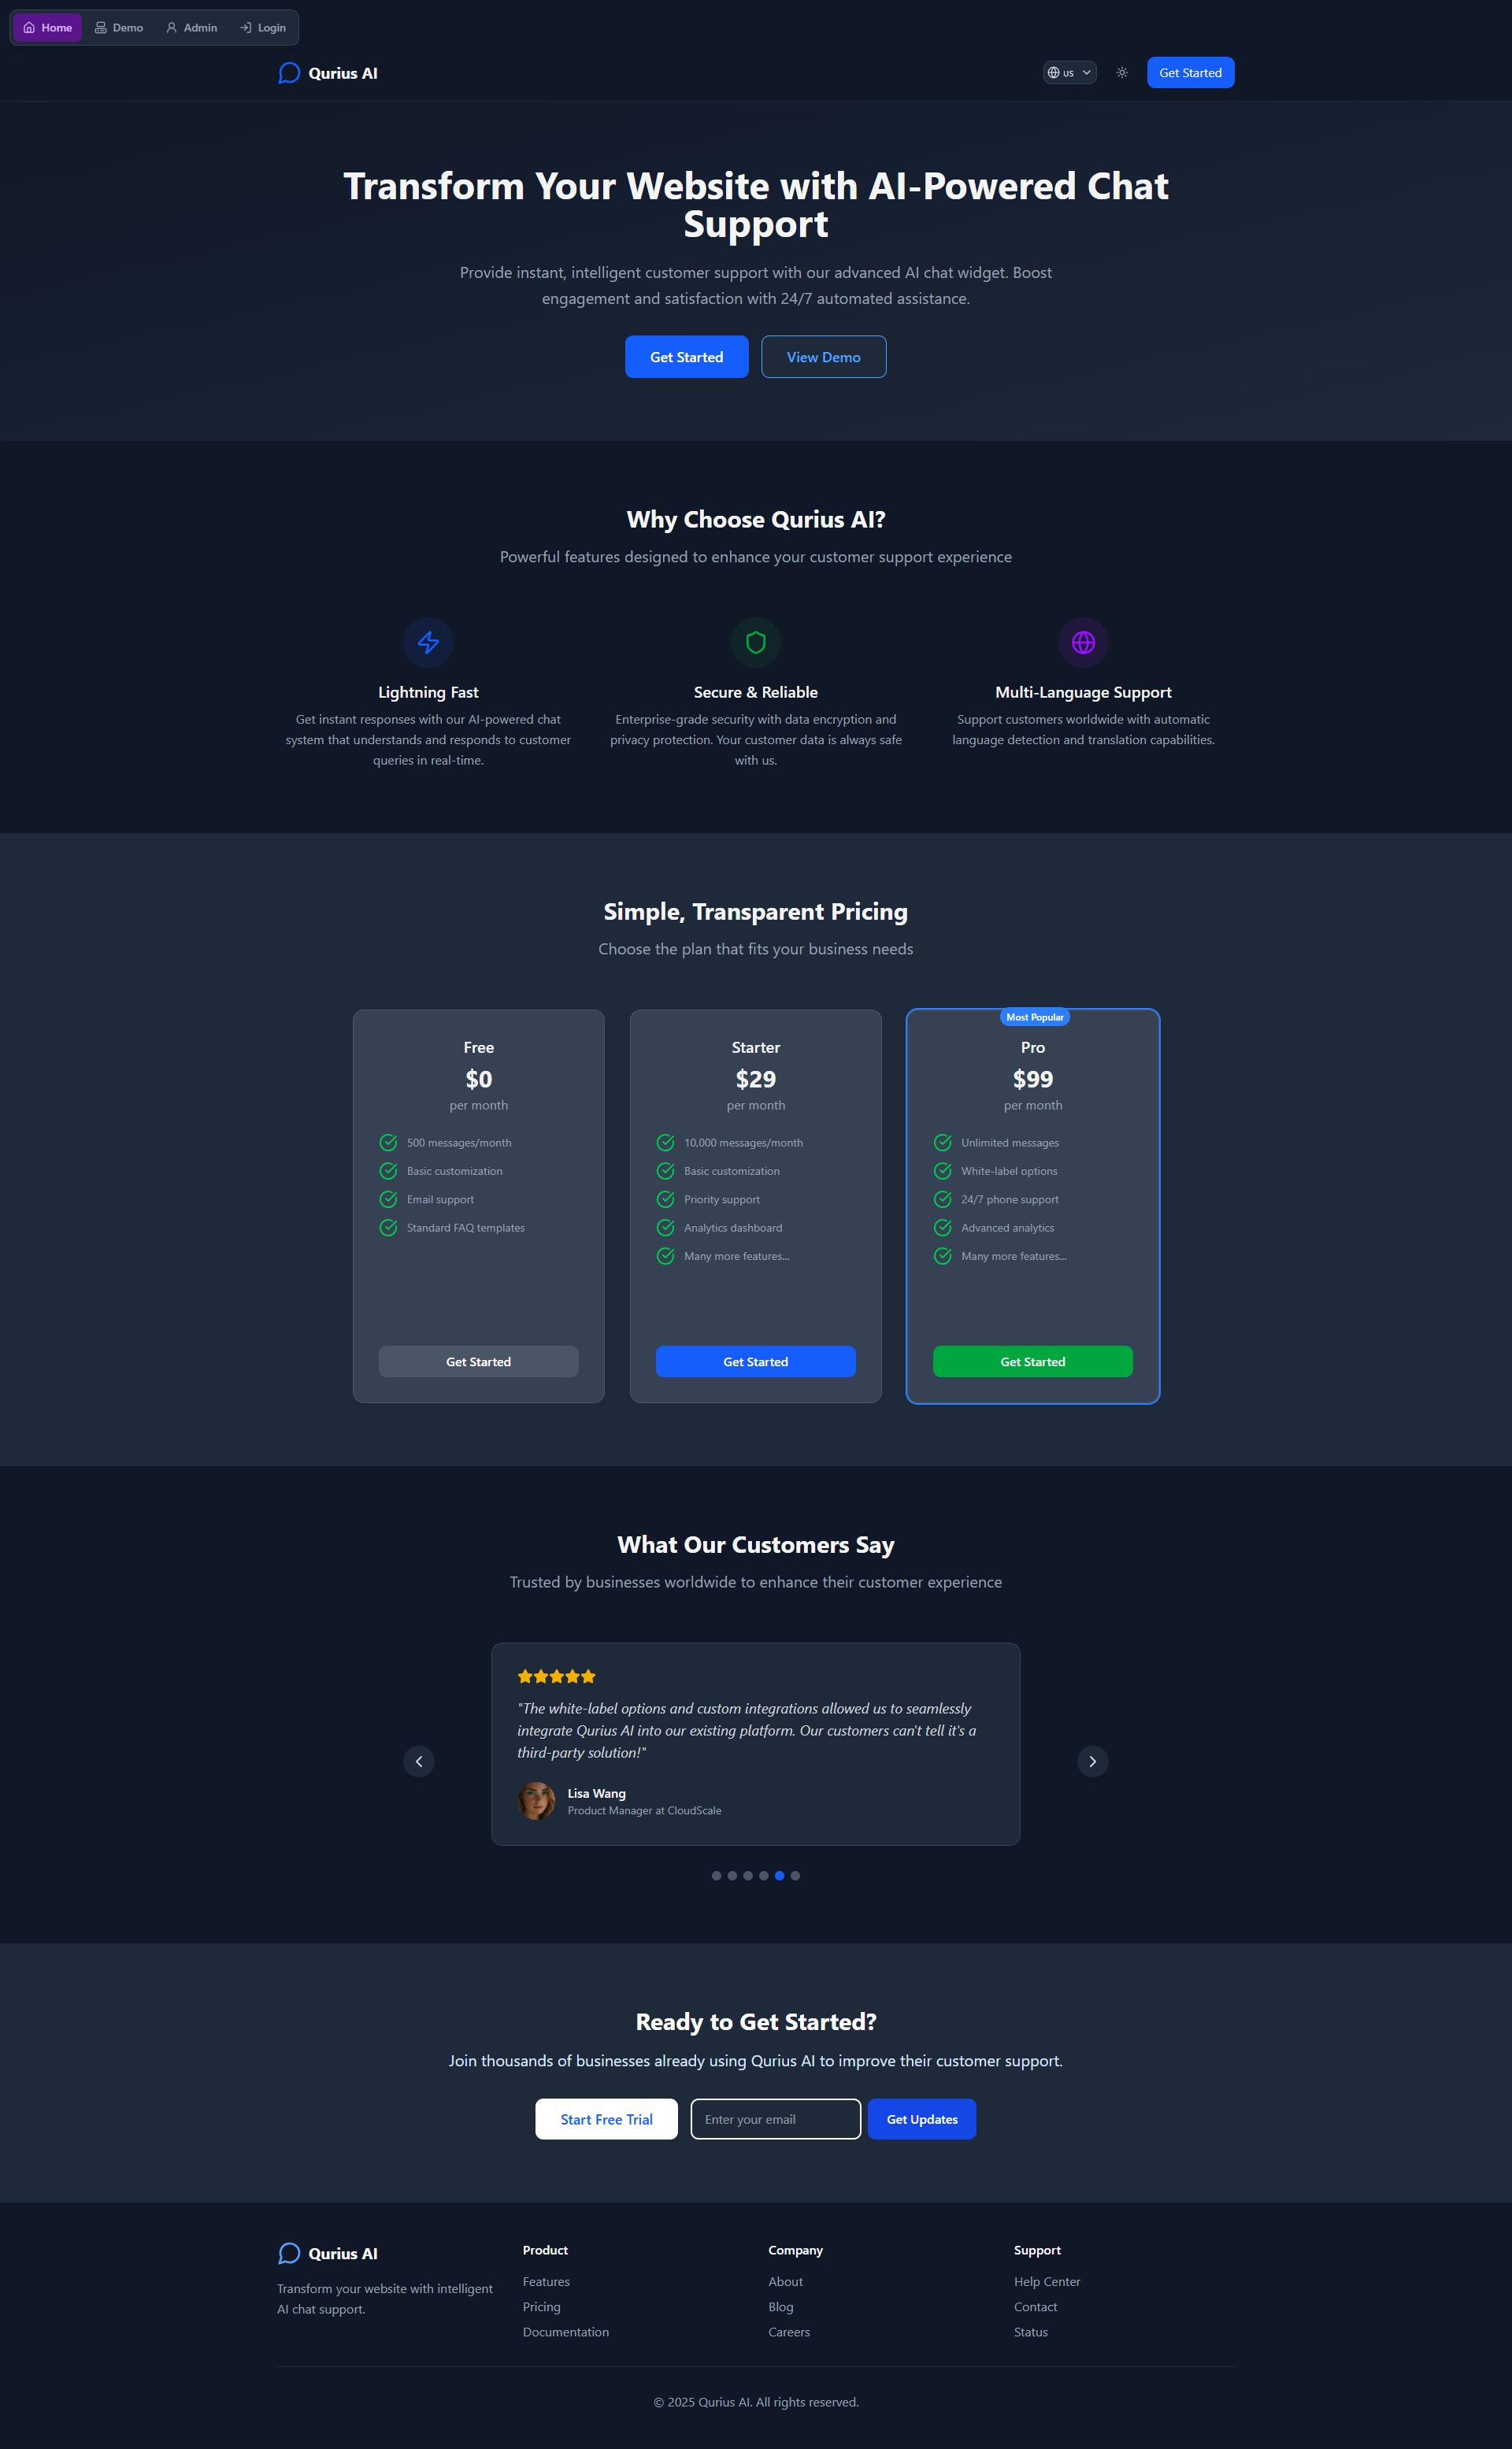 Home Demo Admin Login
Qurius AI
US
Get Started
Transform Your Website with AI-Powered Chat
Support
Provide instant, intelligent customer support with our advanced AI chat widget. Boost
engagement and satisfaction with 24/7 automated assistance.
Get Started
View Demo
Why Choose Qurius AI?
Powerful features designed to enhance your customer support experience
Lightning Fast
Get instant responses with our AI-powered chat
system that understands and responds to customer
queries in real-time.
Secure & Reliable
Enterprise-grade security with data encryption and
privacy protection. Your customer data is always safe
with us.
Multi-Language Support
Support customers worldwide with automatic
language detection and translation capabilities.
Simple, Transparent Pricing
Choose the plan that fits your business needs
Free
$0
per month
500 messages/month
Basic customization
Email support
Standard FAQ templates
Get Started
Starter
$29
per month
10,000 messages/month
Basic customization
Priority support
Analytics dashboard
Many more features...
Get Started
Most Popular
Pro
$99
per month
Unlimited messages
White-label options
24/7 phone support
Advanced analytics
Many more features...
Get Started
What Our Customers Say
Trusted by businesses worldwide to enhance their customer experience
"The white-label options and custom integrations allowed us to seamlessly
integrate Qurius AI into our existing platform. Our customers can't tell it's a
third-party solution!"
Lisa Wang
Product Manager at CloudScale
Ready to Get Started?
Join thousands of businesses already using Qurius AI to improve their customer support.
Start Free Trial
Enter your email
Get Updates
Qurius AI
Transform your website with intelligent
AI chat support.
Product
Features
Pricing
Documentation
Company
About
Blog
Careers
Support
Help Center
Contact
Status
© 2025 Qurius AI. All rights reserved.